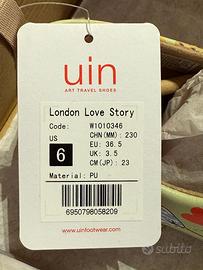 uin
ART TRAVEL SHOES
London Love Story
Code: W1010346
US CHN(MM): 230
6 EU: 36.5
UK: 3.5
CM(JP): 23
Material: PU
6950798058209
www.uinfootwear.com
subito